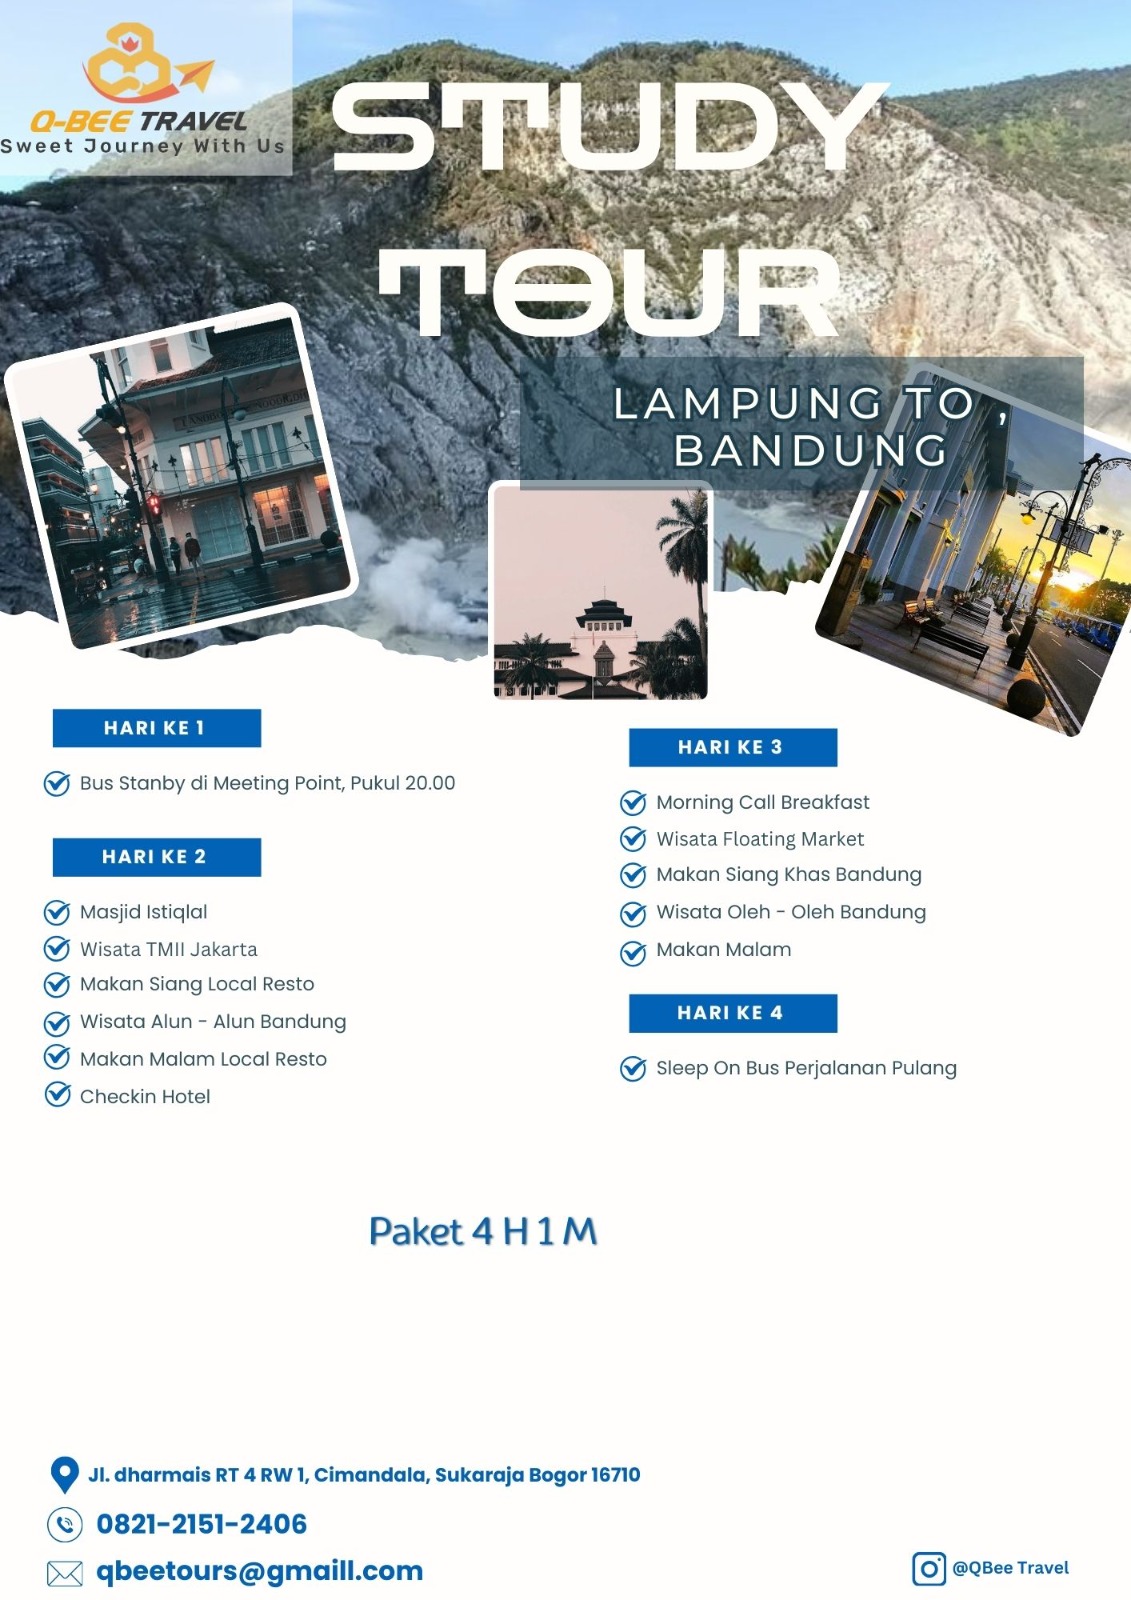 Q-BEE TRAVEL
Sweet Journey With Us
STUDY
TOUR
LAMPUNG TO ,
BANDUNG
HARI KE 1
Bus Stanby di Meeting Point, Pukul 20.00
HARI KE 2
Masjid Istiqlal
Wisata TMII Jakarta
Makan Siang Local Resto
Wisata Alun - Alun Bandung
Makan Malam Local Resto
Checkin Hotel
HARI KE 3
Morning Call Breakfast
Wisata Floating Market
Makan Siang Khas Bandung
Wisata Oleh - Oleh Bandung
Makan Malam
HARI KE 4
Sleep On Bus Perjalanan Pulang
Paket 4 H 1 M
Jl. dharmais RT 4 RW 1, Cimandala, Sukaraja Bogor 16710
0821-2151-2406
qbeetours@gmaill.com
@QBee Travel